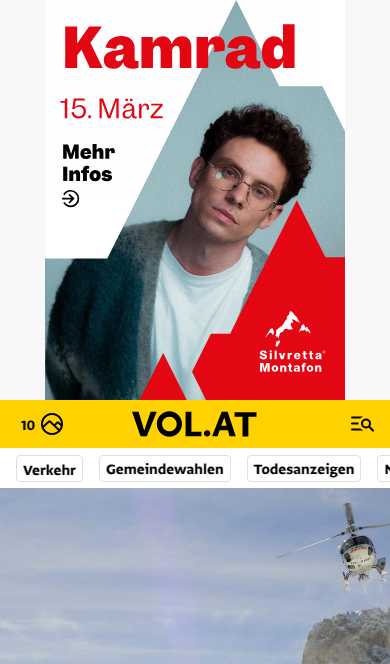 Kamrad
15. März
Mehr
Infos
Silvretta
Montafon
10
VOL.AT
Verkehr
Gemeindewahlen
Todesanzeigen